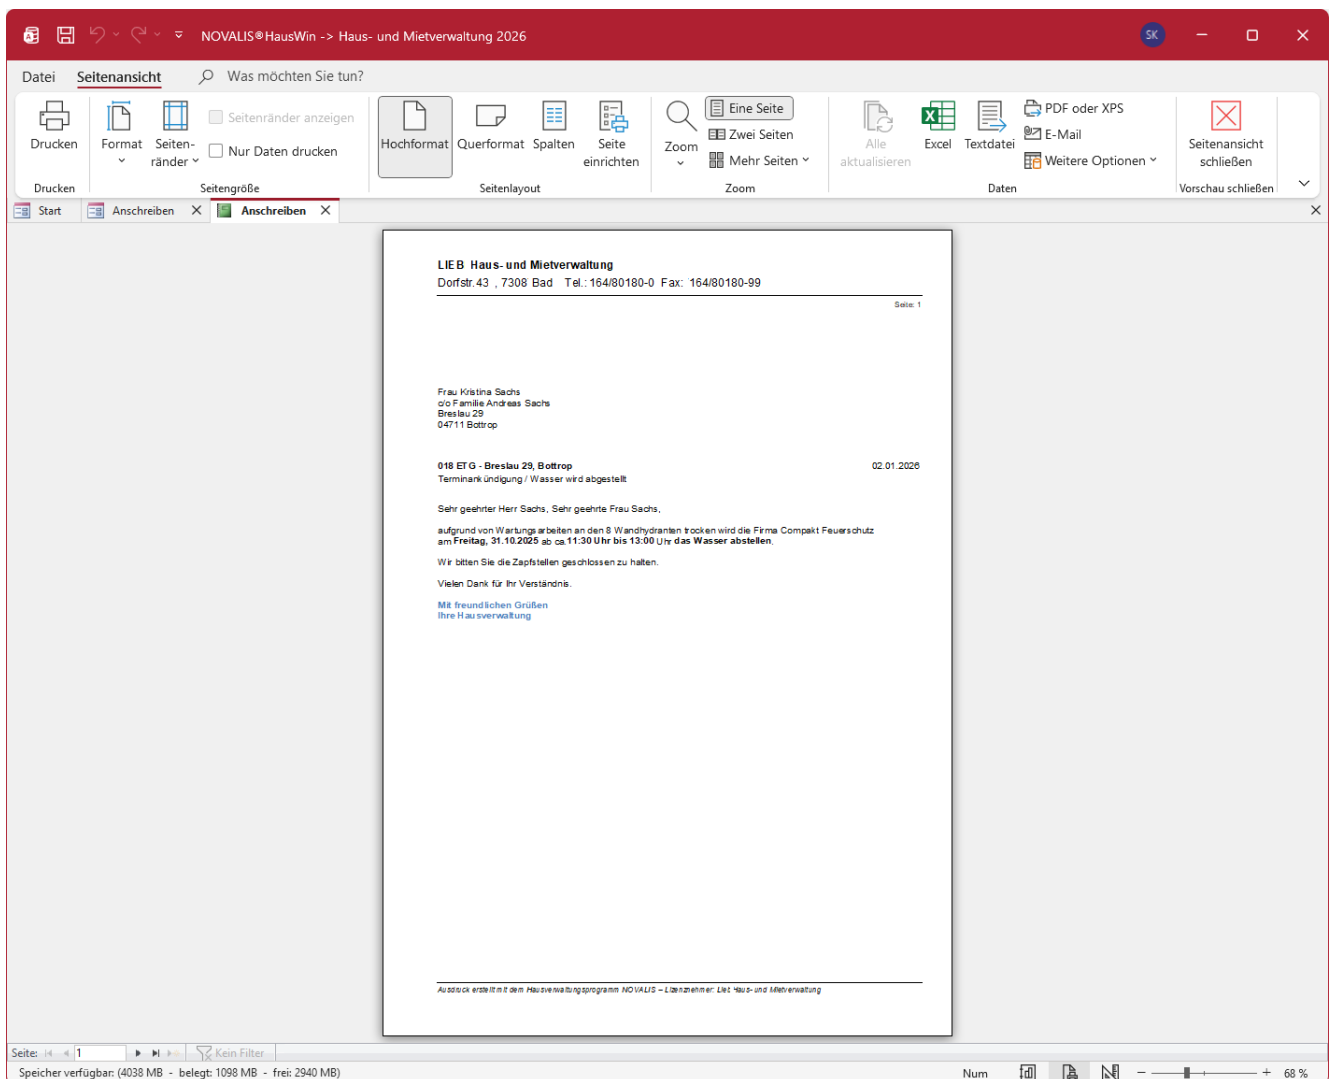 NOVALIS®HausWin -> Haus- und Mietverwaltung 2026
SK
Datei
Seitenansicht
Was möchten Sie tun?
Drucken
Format
Seiten-
ränder
Seitenränder anzeigen
Nur Daten drucken
Hochformat
Querformat
Spalten
Seite
einrichten
Zoom
Eine Seite
Zwei Seiten
Mehr Seiten
Alle
aktualisieren
Excel
Textdatei
PDF oder XPS
E-Mail
Weitere Optionen
Seitenansicht
schließen
Drucken
Seitengröße
Seitenlayout
Zoom
Daten
Vorschau schließen
Start
Anschreiben
Anschreiben
LIEB Haus- und Mietverwaltung
Dorfstr.43 , 7308 Bad Tel.: 164/80180-0 Fax: 164/80180-99
Seite: 1
Frau Kristina Sachs
c/o Familie Andreas Sachs
Breslau 29
04711 Bottrop
018 ETG - Breslau 29, Bottrop 02.01.2026
Terminankündigung / Wasser wird abgestellt
Sehr geehrter Herr Sachs, Sehr geehrte Frau Sachs,
aufgrund von Wartungsarbeiten an den 8 Wandhydranten trocken wird die Firma Compakt Feuerschutz
am Freitag, 31.10.2025 ab ca.11:30 Uhr bis 13:00 Uhr das Wasser abstellen.
Wir bitten Sie die Zapfstellen geschlossen zu halten.
Vielen Dank für Ihr Verständnis.
Mit freundlichen Grüßen
Ihre Hausverwaltung
Ausdruck erstellt mit dem Hausverwaltungsprogramm NOVALIS – Lizenznehmer: Lieb Haus- und Mietverwaltung
Seite: 1 Kein Filter
Speicher verfügbar: (4038 MB - belegt: 1098 MB - frei: 2940 MB)
Num
68 %